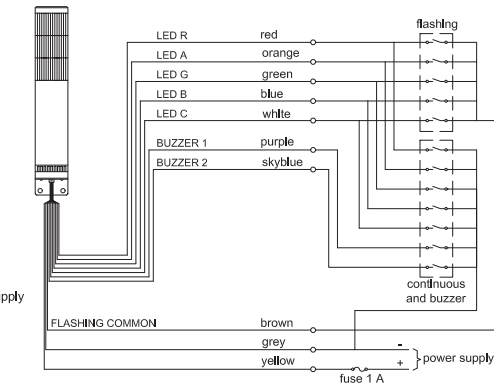 flashing
LED R red
LED A orange
LED G green
LED B blue
LED C white
BUZZER 1 purple
BUZZER 2 skyblue
continuous
and buzzer
FLASHING COMMON brown
grey -
yellow +
power supply
fuse 1 A